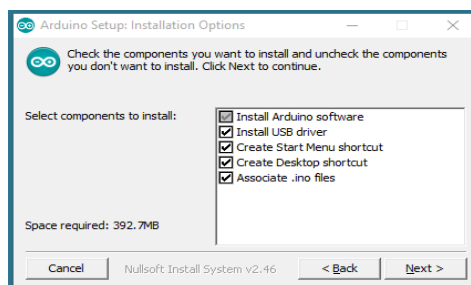 Arduino Setup: Installation Options
Check the components you want to install and uncheck the components
you don't want to install. Click Next to continue.
Select components to install:
Install Arduino software
Install USB driver
Create Start Menu shortcut
Create Desktop shortcut
Associate .ino files
Space required: 392.7MB
Cancel
Nullsoft Install System v2.46
< Back
Next >